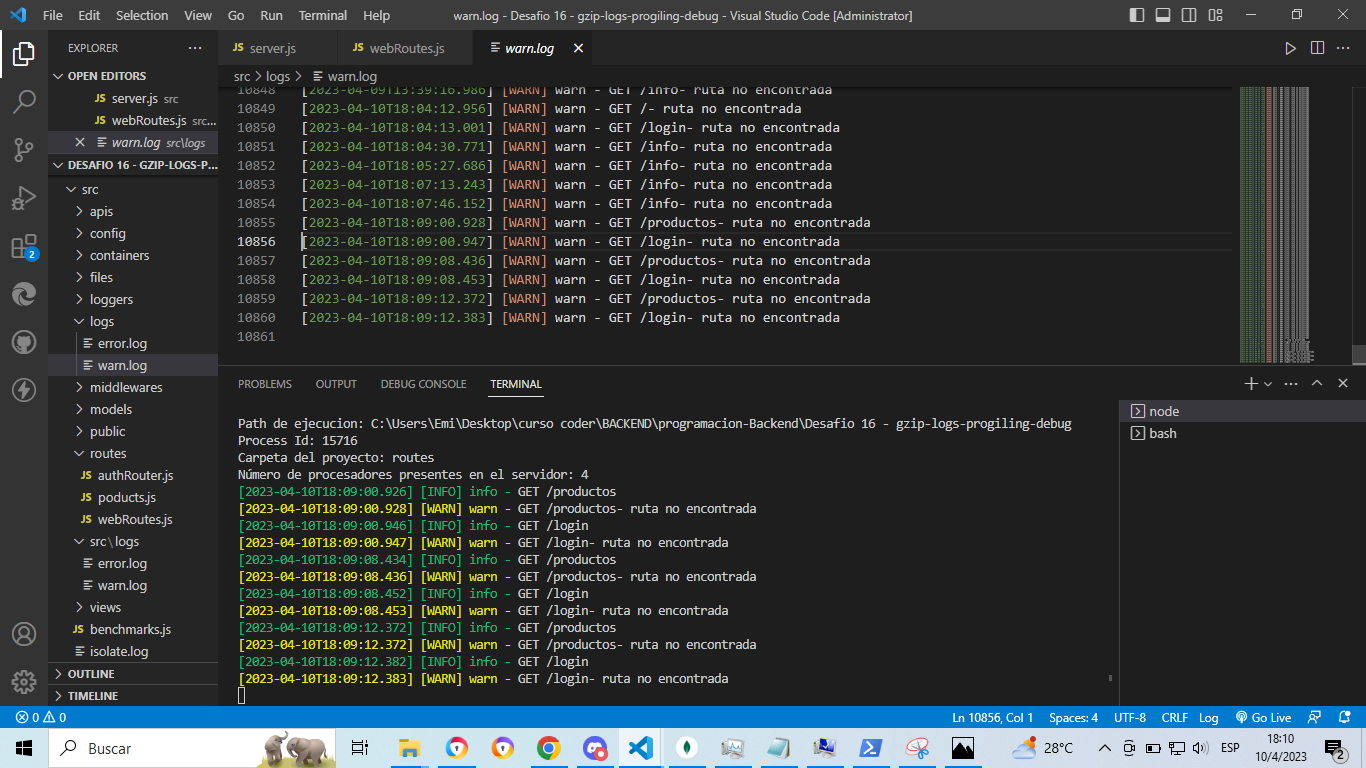 File Edit Selection View Go Run Terminal Help warn.log - Desafio 16 - gzip-logs-progiling-debug - Visual Studio Code [Administrator]
EXPLORER
OPEN EDITORS
JS server.js src
JS webRoutes.js src...
warn.log src\logs
DESAFIO 16 - GZIP-LOGS-P...
src
apis
config
containers
files
loggers
logs
error.log
warn.log
middlewares
models
public
routes
JS authRouter.js
JS poducts.js
JS webRoutes.js
src\logs
error.log
warn.log
views
JS benchmarks.js
isolate.log
OUTLINE
TIMELINE
2
JS server.js JS webRoutes.js warn.log
src > logs > warn.log
10848 [2023-04-09T13:39:16.986] [WARN] warn - GET /info- ruta no encontrada
10849 [2023-04-10T18:04:12.956] [WARN] warn - GET /- ruta no encontrada
10850 [2023-04-10T18:04:13.001] [WARN] warn - GET /login- ruta no encontrada
10851 [2023-04-10T18:04:30.771] [WARN] warn - GET /info- ruta no encontrada
10852 [2023-04-10T18:05:27.686] [WARN] warn - GET /info- ruta no encontrada
10853 [2023-04-10T18:07:13.243] [WARN] warn - GET /info- ruta no encontrada
10854 [2023-04-10T18:07:46.152] [WARN] warn - GET /info- ruta no encontrada
10855 [2023-04-10T18:09:00.928] [WARN] warn - GET /productos- ruta no encontrada
10856 [2023-04-10T18:09:00.947] [WARN] warn - GET /login- ruta no encontrada
10857 [2023-04-10T18:09:08.436] [WARN] warn - GET /productos- ruta no encontrada
10858 [2023-04-10T18:09:08.453] [WARN] warn - GET /login- ruta no encontrada
10859 [2023-04-10T18:09:12.372] [WARN] warn - GET /productos- ruta no encontrada
10860 [2023-04-10T18:09:12.383] [WARN] warn - GET /login- ruta no encontrada
10861
PROBLEMS OUTPUT DEBUG CONSOLE TERMINAL
Path de ejecucion: C:\Users\Emi\Desktop\curso coder\BACKEND\programacion-Backend\Desafio 16 - gzip-logs-progiling-debug
Process Id: 15716
Carpeta del proyecto: routes
Número de procesadores presentes en el servidor: 4
[2023-04-10T18:09:00.926] [INFO] info - GET /productos
[2023-04-10T18:09:00.928] [WARN] warn - GET /productos- ruta no encontrada
[2023-04-10T18:09:00.946] [INFO] info - GET /login
[2023-04-10T18:09:00.947] [WARN] warn - GET /login- ruta no encontrada
[2023-04-10T18:09:08.434] [INFO] info - GET /productos
[2023-04-10T18:09:08.436] [WARN] warn - GET /productos- ruta no encontrada
[2023-04-10T18:09:08.452] [INFO] info - GET /login
[2023-04-10T18:09:08.453] [WARN] warn - GET /login- ruta no encontrada
[2023-04-10T18:09:12.372] [INFO] info - GET /productos
[2023-04-10T18:09:12.372] [WARN] warn - GET /productos- ruta no encontrada
[2023-04-10T18:09:12.382] [INFO] info - GET /login
[2023-04-10T18:09:12.383] [WARN] warn - GET /login- ruta no encontrada
node
bash
0 0 Ln 10856, Col 1 Spaces: 4 UTF-8 CRLF Log Go Live
Buscar 28°C ESP 18:10
10/4/2023 2